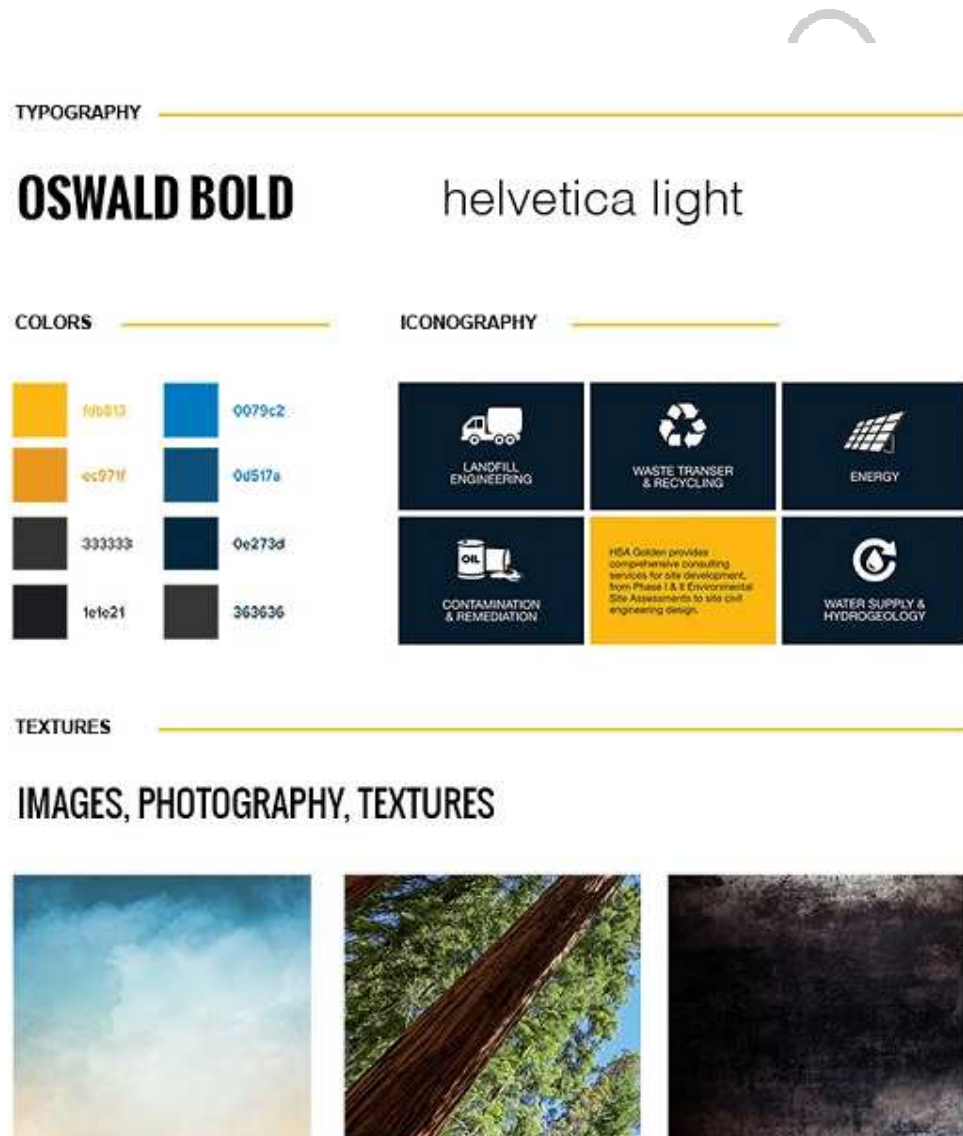 TYPOGRAPHY
OSWALD BOLD
helvetica light
COLORS
fdb813
0079c2
ec971f
0d517a
333333
0e273d
1e1e21
363636
ICONOGRAPHY
LANDFILL
ENGINEERING
WASTE TRANSER
& RECYCLING
ENERGY
OIL
CONTAMINATION
& REMEDIATION
HSA Golden provides
comprehensive consulting
services for site development,
from Phase I & II Environmental
Site Assessments to site civil
engineering design.
WATER SUPPLY &
HYDROGEOLOGY
TEXTURES
IMAGES, PHOTOGRAPHY, TEXTURES